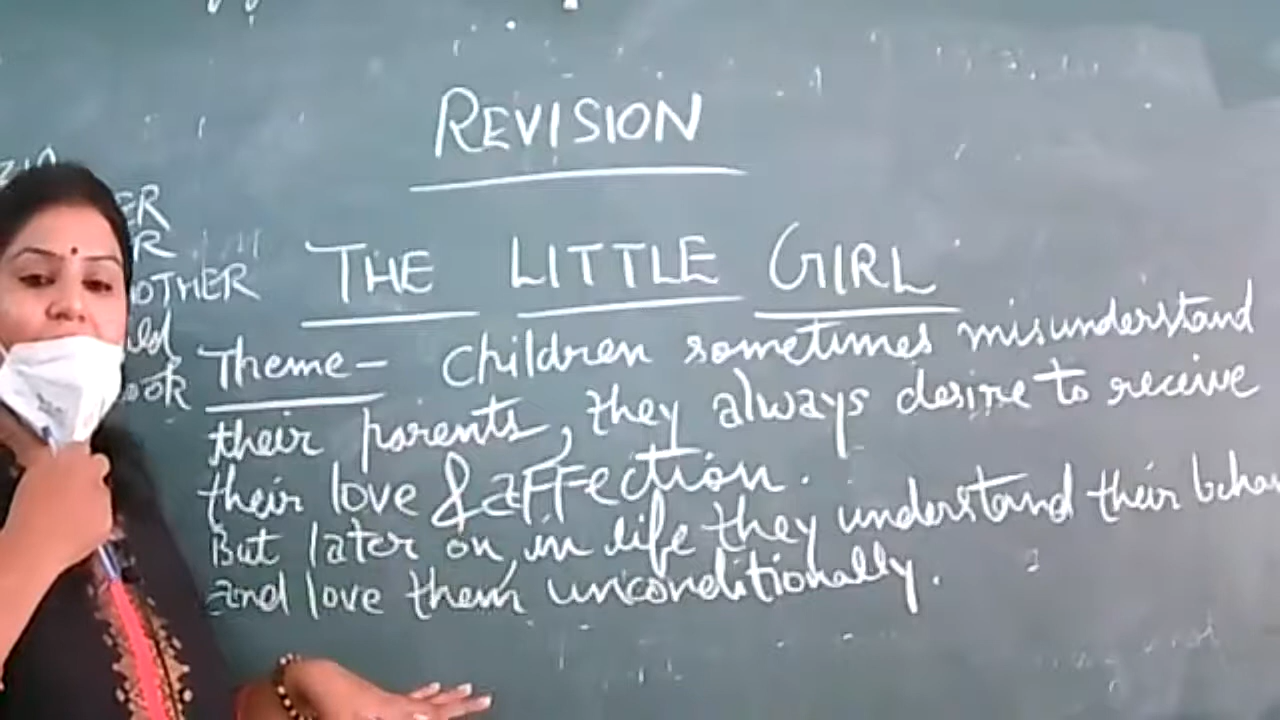 REVISION
THE LITTLE GIRL
OTHER
Theme - Children sometimes misunderstand
their parents, they always desire to receive
their love & affection.
But later on, in life they understand their behav
and love them unconditionally.